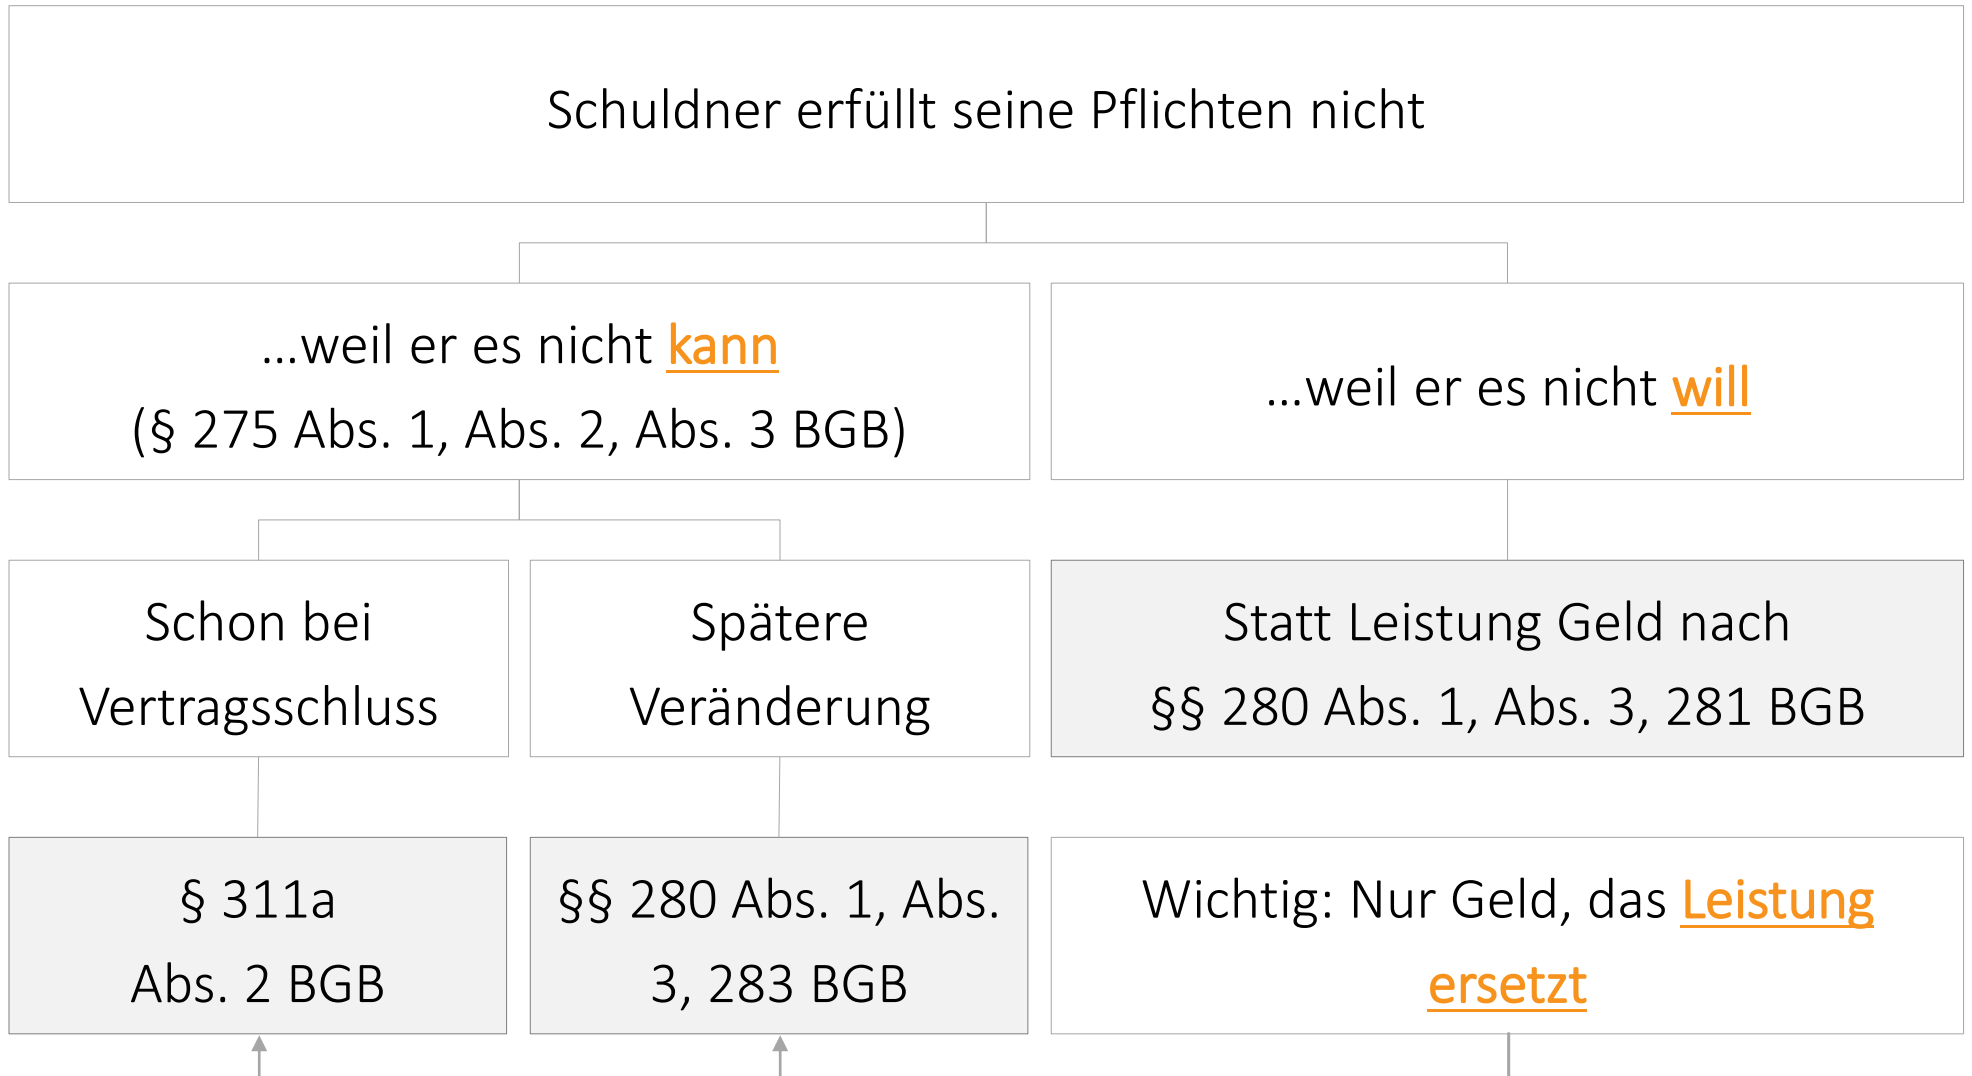 Schuldner erfüllt seine Pflichten nicht
...weil er es nicht kann
(§ 275 Abs. 1, Abs. 2, Abs. 3 BGB)
...weil er es nicht will
Schon bei
Vertragsschluss
Spätere
Veränderung
Statt Leistung Geld nach
§§ 280 Abs. 1, Abs. 3, 281 BGB
§ 311a
Abs. 2 BGB
§§ 280 Abs. 1, Abs.
3, 283 BGB
Wichtig: Nur Geld, das Leistung
ersetzt